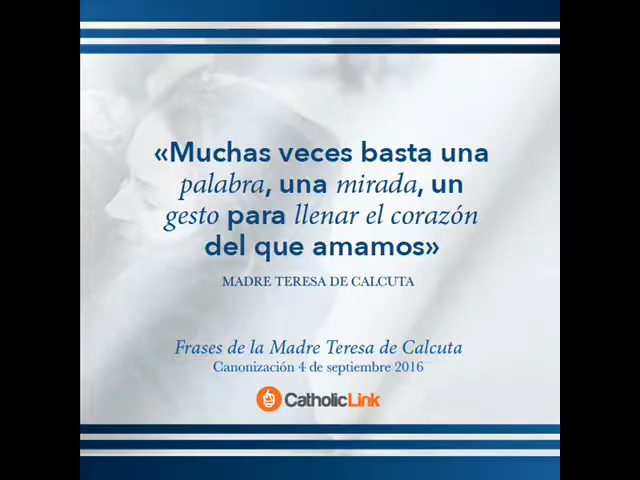 «Muchas veces basta una
palabra, una mirada, un
gesto para llenar el corazón
del que amamos»
MADRE TERESA DE CALCUTA
Frases de la Madre Teresa de Calcuta
Canonización 4 de septiembre 2016
CatholicLink